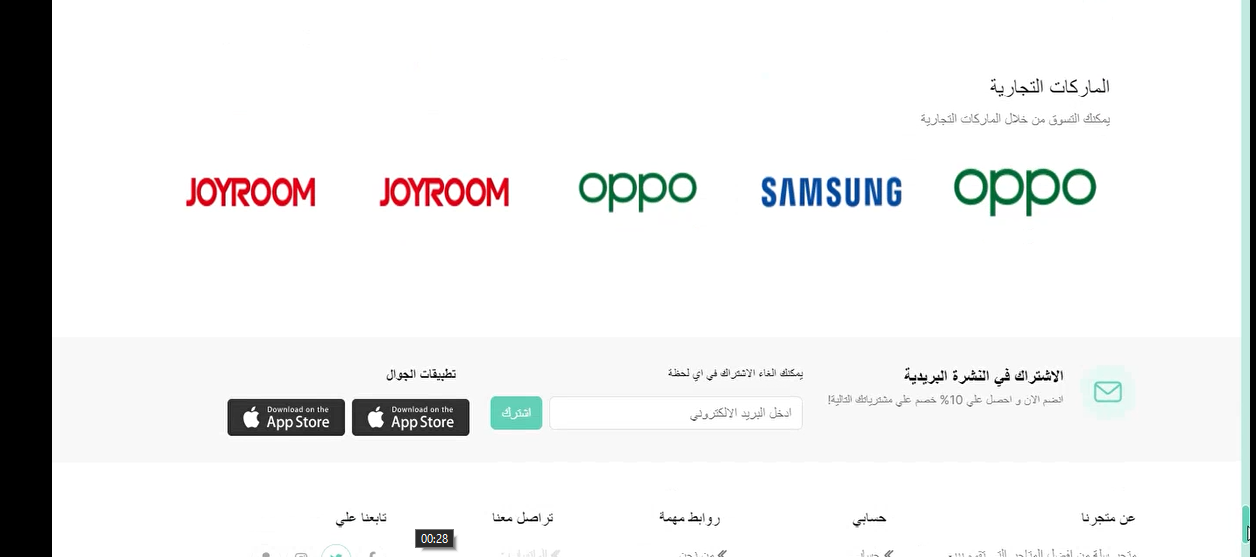 الماركات التجارية
يمكنك التسوق من خلال الماركات التجارية
oppo
SAMSUNG
oppo
JOYROOM
JOYROOM
الاشتراك في النشرة البريدية
انضم الان و احصل علي 10% خصم علي مشترياتك التالية!
يمكنك الغاء الاشتراك في اي لحظة
ادخل البريد الالكتروني
اشترك
تطبيقات الجوال
Download on the
App Store
Download on the
App Store
عن متجرنا
حسابي
روابط مهمة
تواصل معنا
تابعنا علي
من نحن
00:28